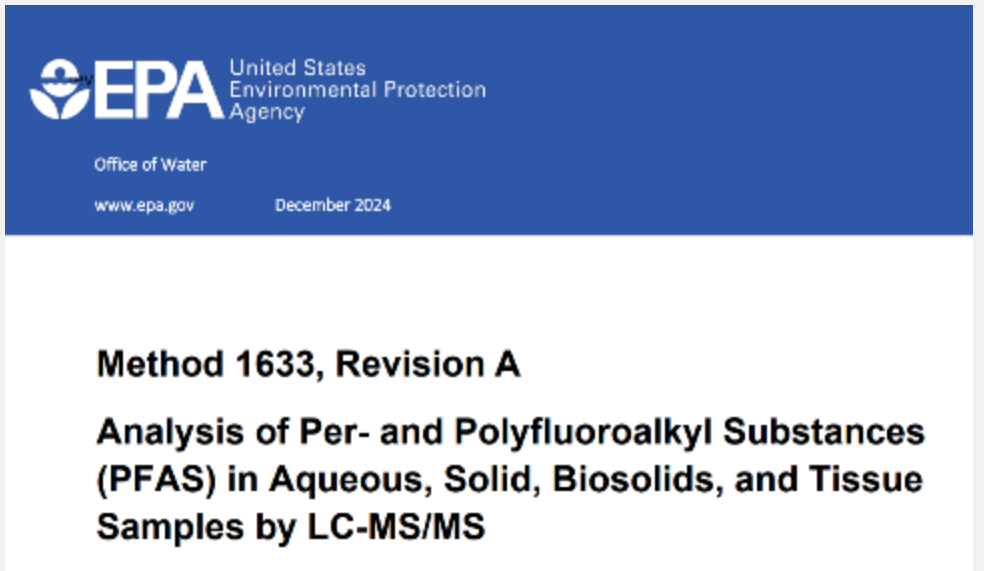 EPA
United States
Environmental Protection
Agency
Office of Water
www.epa.gov December 2024
Method 1633, Revision A
Analysis of Per- and Polyfluoroalkyl Substances
(PFAS) in Aqueous, Solid, Biosolids, and Tissue
Samples by LC-MS/MS